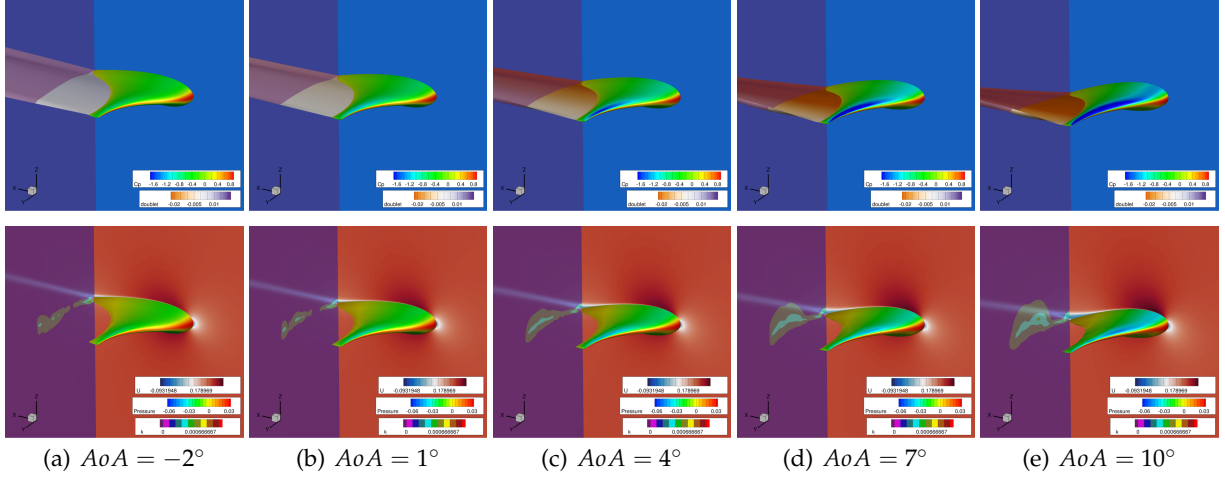 Z
X
Y
Cp -1.6 -1.2 -0.8 -0.4 0 0.4 0.8
doublet -0.02 -0.005 0.01
Z
X
Y
Cp -1.6 -1.2 -0.8 -0.4 0 0.4 0.8
doublet -0.02 -0.005 0.01
Z
X
Y
Cp -1.6 -1.2 -0.8 -0.4 0 0.4 0.8
doublet -0.02 -0.005 0.01
Z
X
Y
Cp -1.6 -1.2 -0.8 -0.4 0 0.4 0.8
doublet -0.02 -0.005 0.01
Z
X
Y
Cp -1.6 -1.2 -0.8 -0.4 0 0.4 0.8
doublet -0.02 -0.005 0.01
Z
X
Y
U -0.0931948 0.178969
Pressure -0.06 -0.03 0 0.03
k 0 0.000666667
Z
X
Y
U -0.0931948 0.178969
Pressure -0.06 -0.03 0 0.03
k 0 0.000666667
Z
X
Y
U -0.0931948 0.178969
Pressure -0.06 -0.03 0 0.03
k 0 0.000666667
Z
X
Y
U -0.0931948 0.178969
Pressure -0.06 -0.03 0 0.03
k 0 0.000666667
Z
X
Y
U -0.0931948 0.178969
Pressure -0.06 -0.03 0 0.03
k 0 0.000666667
(a) AoA = −2°
(b) AoA = 1°
(c) AoA = 4°
(d) AoA = 7°
(e) AoA = 10°